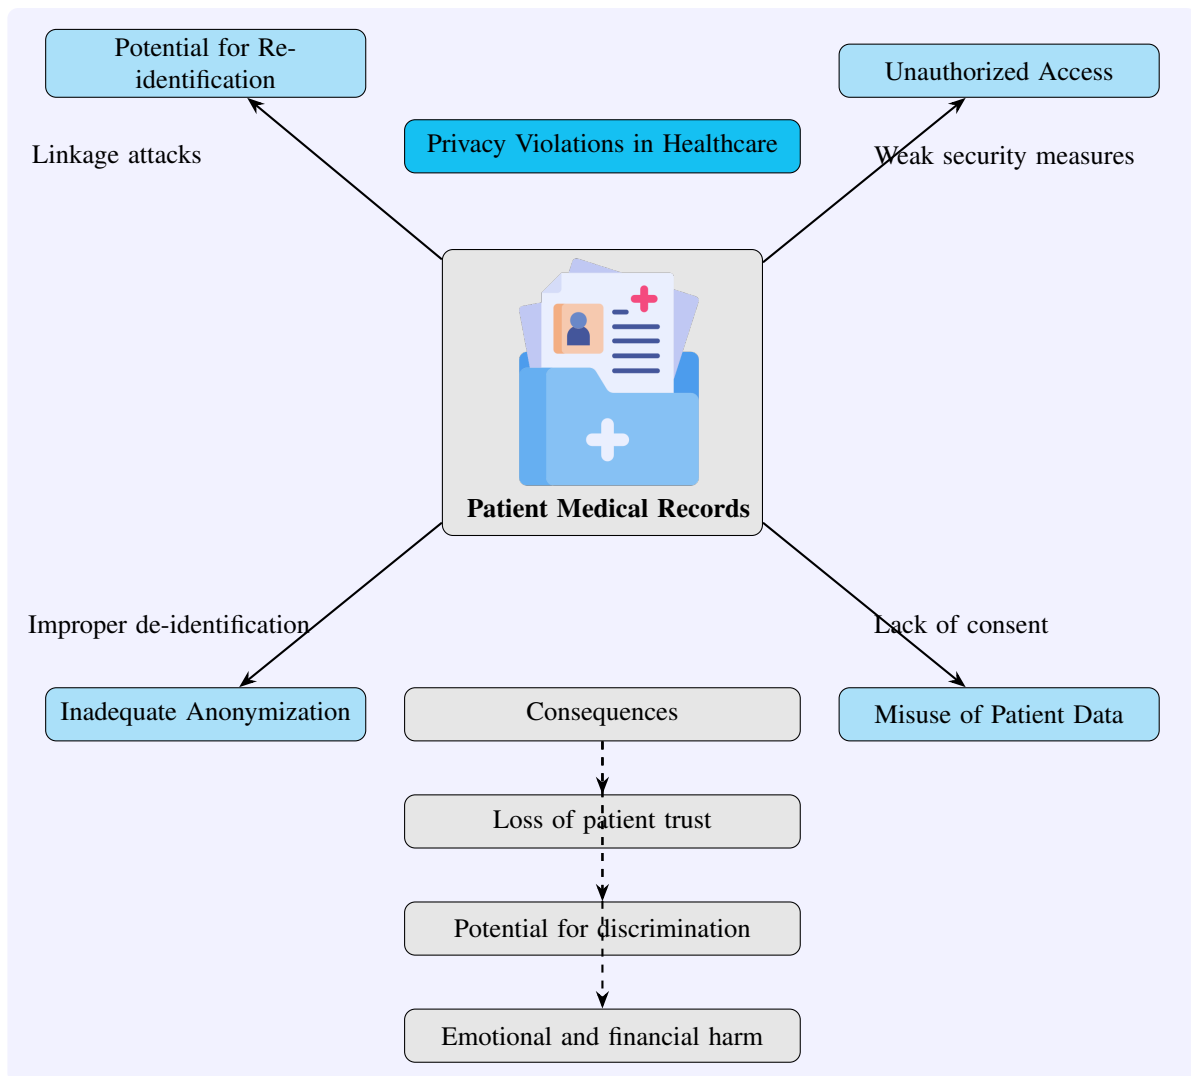 Potential for Re-
identification
Unauthorized Access
Privacy Violations in Healthcare
Linkage attacks
Weak security measures
Patient Medical Records
Improper de-identification
Lack of consent
Inadequate Anonymization
Consequences
Misuse of Patient Data
Loss of patient trust
Potential for discrimination
Emotional and financial harm